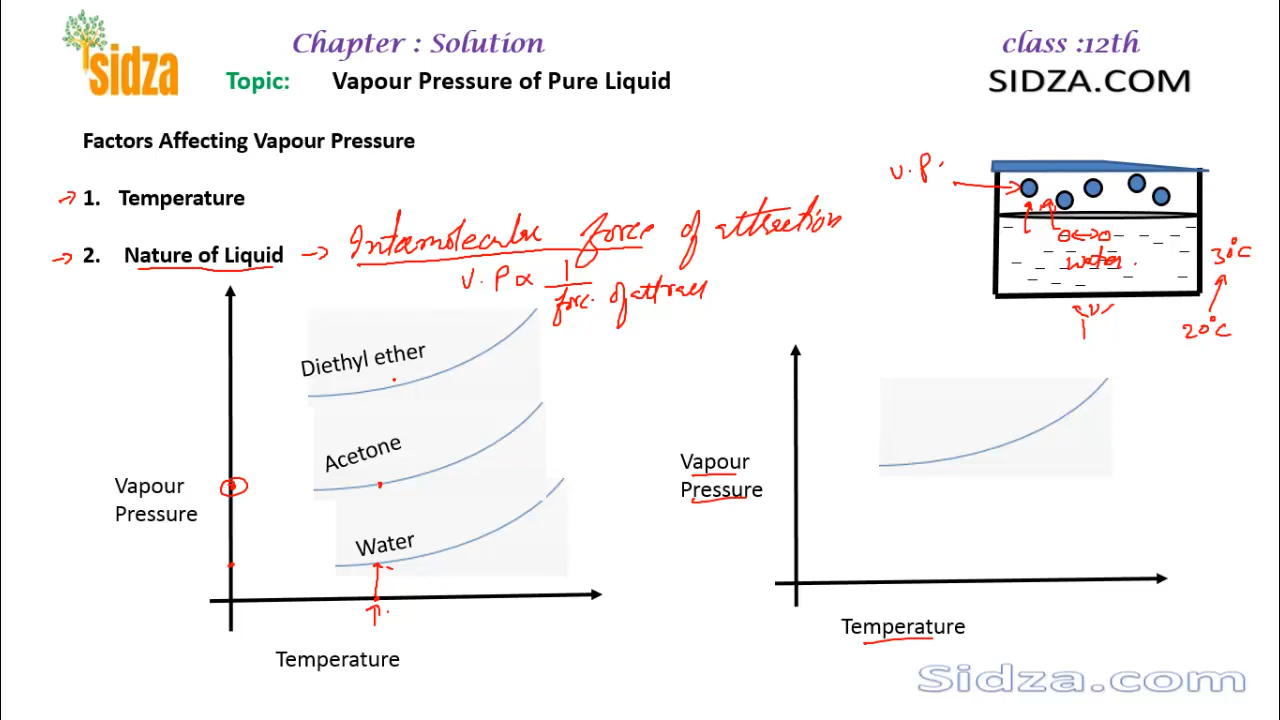 sidza
Chapter : Solution
class :12th
Topic: Vapour Pressure of Pure Liquid
SIDZA.COM
Factors Affecting Vapour Pressure
1. Temperature
2. Nature of Liquid → Intermolecular force of attraction
V.P ∝ 1
force of attrac
V.P.
water.
30°C
20°C
Diethyl ether
Acetone
Water
Vapour
Pressure
Temperature
Vapour
Pressure
Temperature
Sidza.com